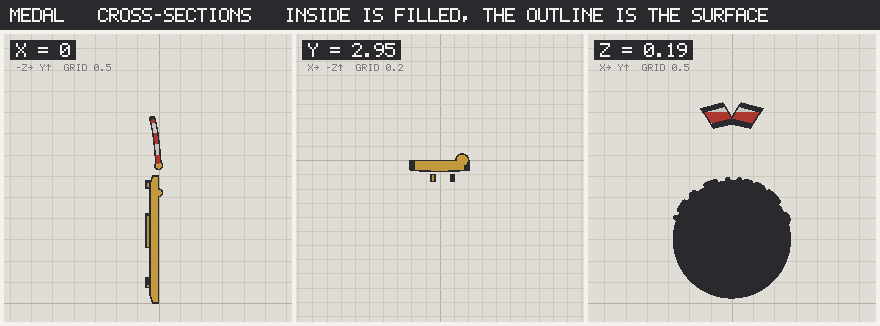 MEDAL CROSS-SECTIONS INSIDE IS FILLED, THE OUTLINE IS THE SURFACE
X = 0
-Z→ Y↑ GRID 0.5
Y = 2.95
X→ -Z↑ GRID 0.2
Z = 0.19
X→ Y↑ GRID 0.5